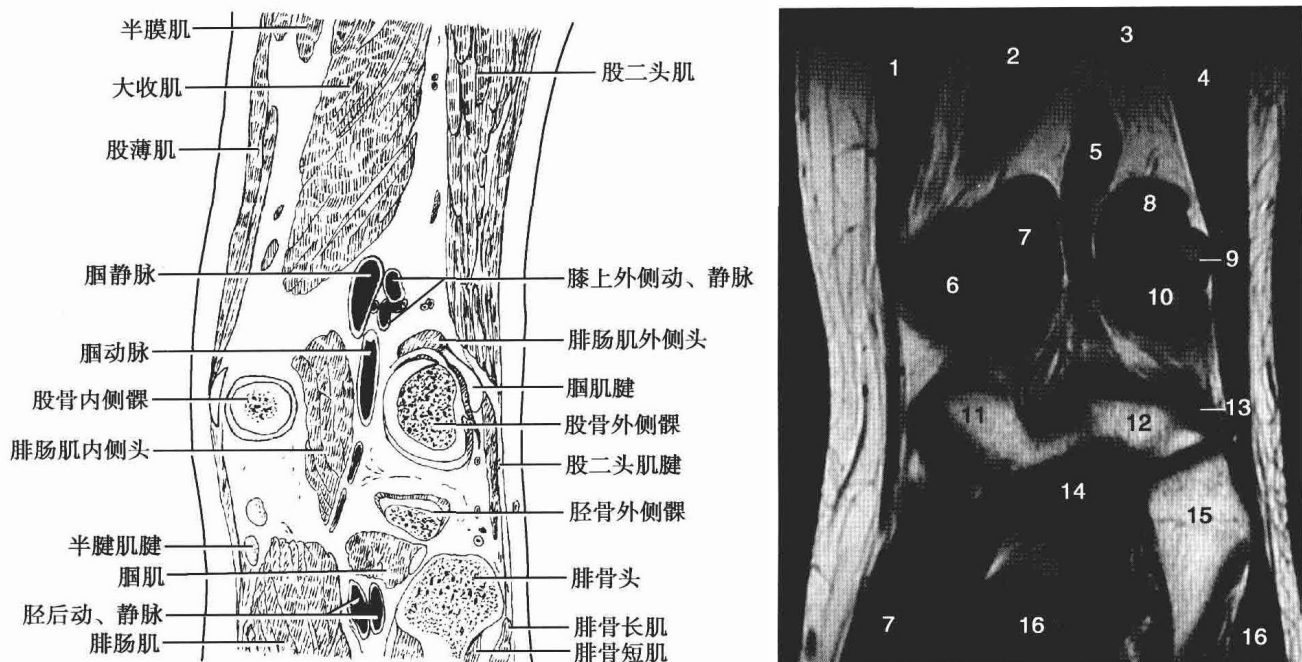 半膜肌
大收肌
股薄肌
腘静脉
腘动脉
股骨内侧髁
腓肠肌内侧头
半腱肌腱
腘肌
胫后动、静脉
腓肠肌
股二头肌
膝上外侧动、静脉
腓肠肌外侧头
腘肌腱
股骨外侧髁
股二头肌腱
胫骨外侧髁
腓骨头
腓骨长肌
腓骨短肌
1
2
3
4
5
6
7
8
9
10
11
12
13
14
15
7
16
16